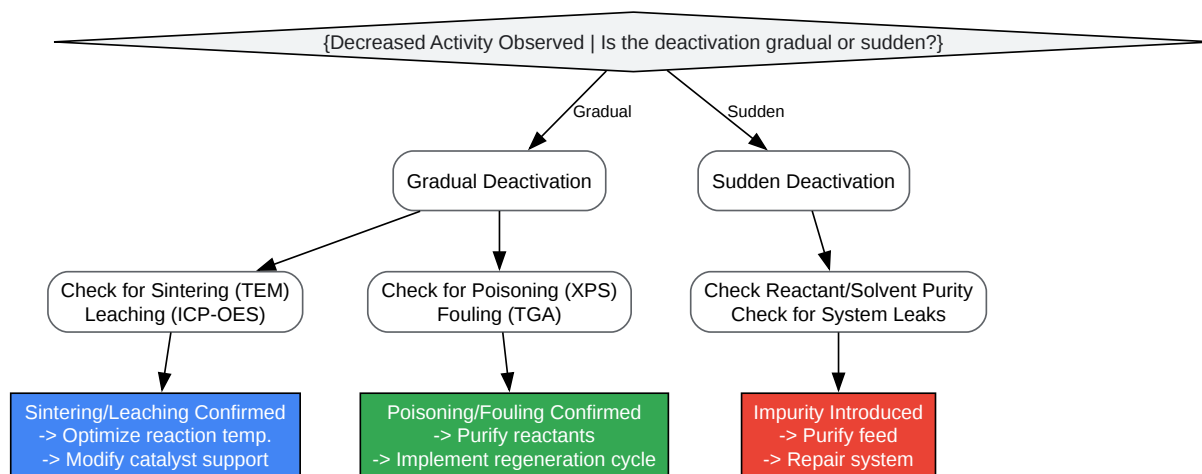 {Decreased Activity Observed | Is the deactivation gradual or sudden?}
Gradual
Sudden
Gradual Deactivation
Sudden Deactivation
Check for Sintering (TEM)
Leaching (ICP-OES)
Check for Poisoning (XPS)
Fouling (TGA)
Check Reactant/Solvent Purity
Check for System Leaks
Sintering/Leaching Confirmed
-> Optimize reaction temp.
-> Modify catalyst support
Poisoning/Fouling Confirmed
-> Purify reactants
-> Implement regeneration cycle
Impurity Introduced
-> Purify feed
-> Repair system